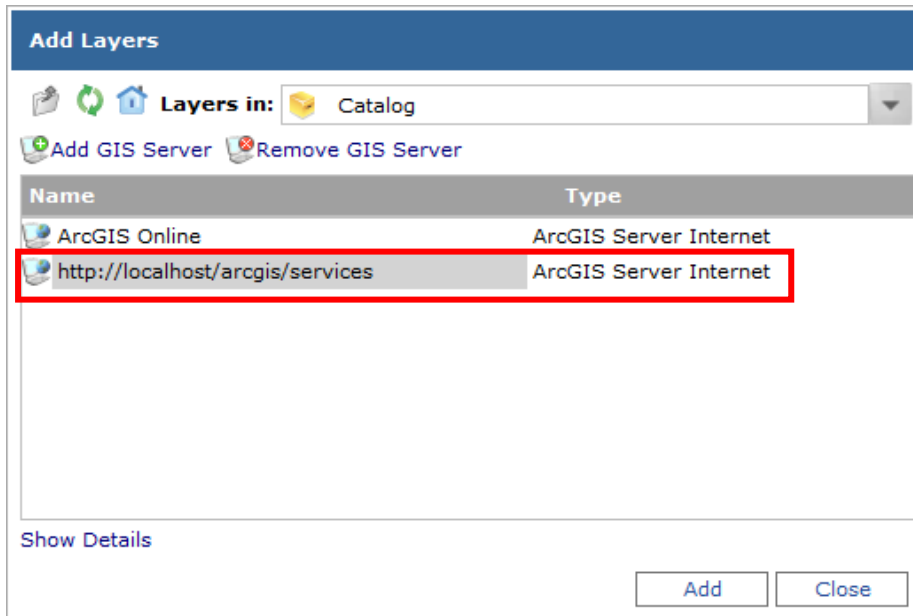 Add Layers
Layers in: Catalog
Add GIS Server Remove GIS Server
Name Type
ArcGIS Online ArcGIS Server Internet
http://localhost/arcgis/services ArcGIS Server Internet
Show Details
Add Close